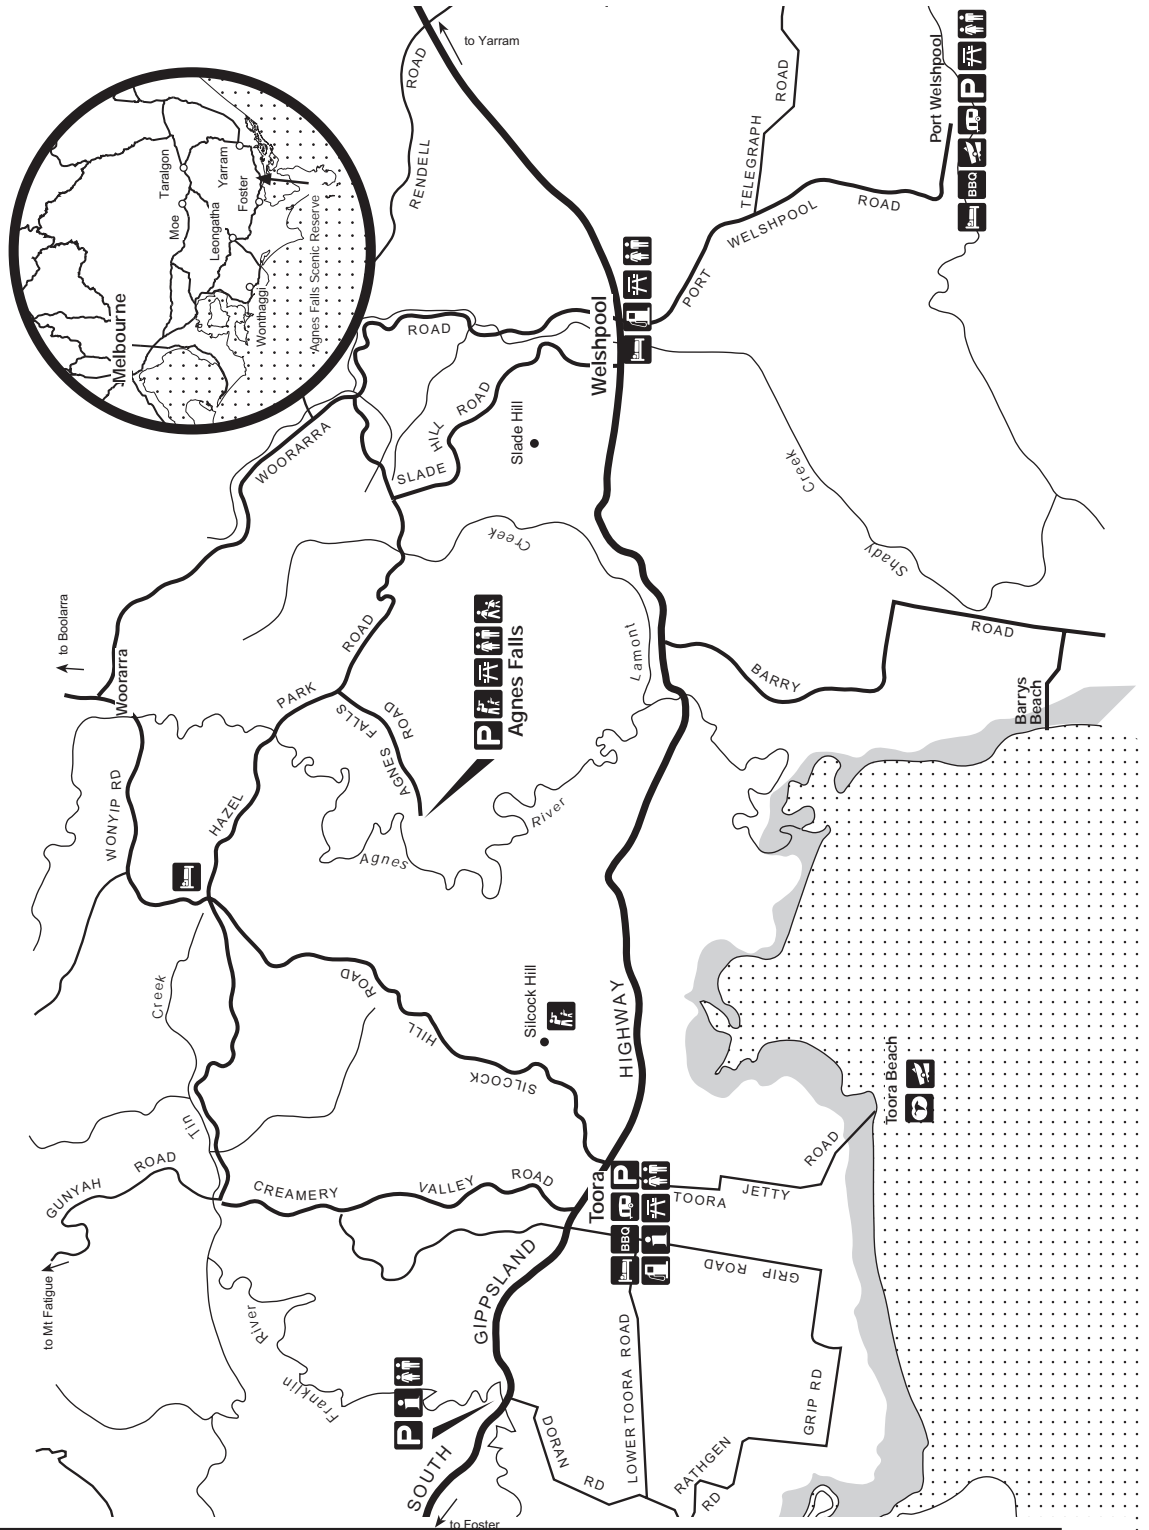 to Yarram
ROAD
RENDELL
TELEGRAPH
ROAD
Port Welshpool
P
BBQ
PORT
WELSHPOOL
ROAD
Melbourne
Taralgon
Moe
Yarram
Foster
Leongatha
Wonthaggi
Agnes Falls Scenic Reserve
Welshpool
ROAD
WOORARRA
SLADE
HILL
ROAD
Slade Hill
Creek
Shady
Creek
Lamont
to Boolarra
Woorarra
PARK
ROAD
HAZEL
AGNES
FALLS
ROAD
P
Agnes Falls
BARRY
ROAD
Barrys
Beach
WONYIP RD
Agnes
River
Creek
Tin
ROAD
HILL
SILCOCK
Silcock Hill
HIGHWAY
GIPPSLAND
SOUTH
Toora Beach
GUNYAH
ROAD
to Mt Fatigue
CREAMERY
VALLEY
ROAD
Toora
P
BBQ
TOORA
JETTY
ROAD
GRIP ROAD
GRIP RD
LOWER TOORA ROAD
DORAN
RD
RATHGEN
RD
River
Franklin
P
to Foster